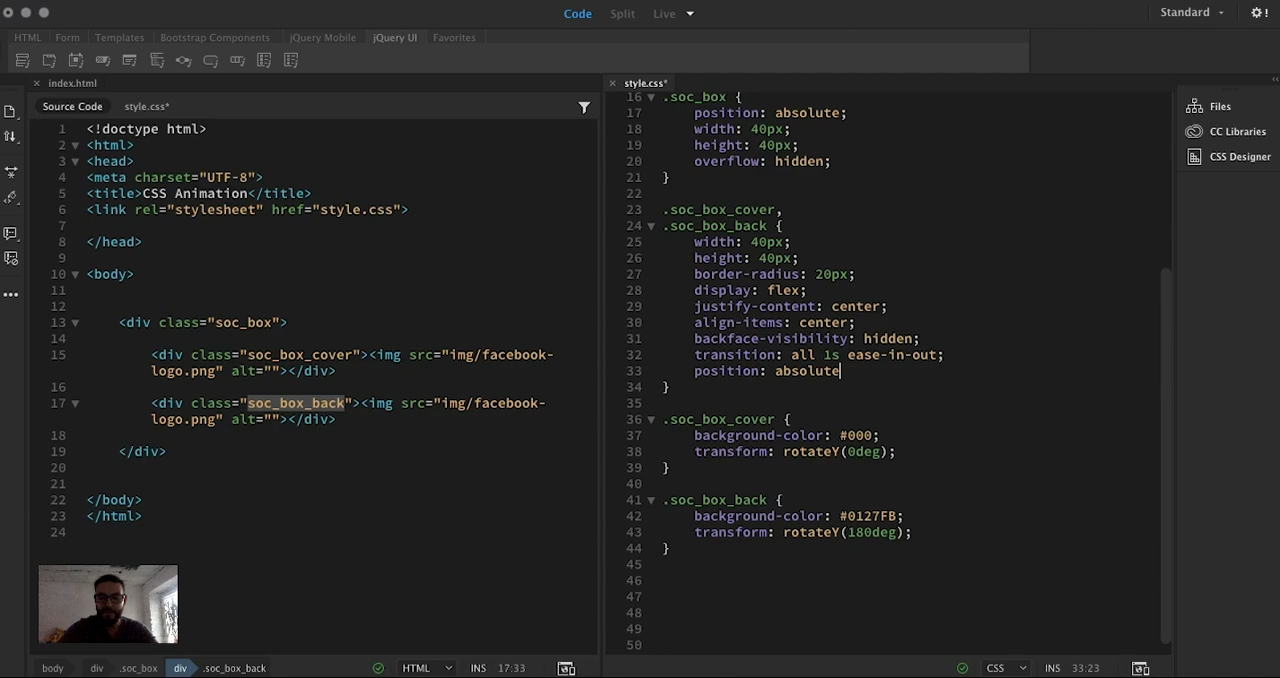 Code Split Live
Standard
HTML Form Templates Bootstrap Components jQuery Mobile jQuery UI Favorites
index.html
Source Code style.css*
1 <!doctype html>
2 <html>
3 <head>
4 <meta charset="UTF-8">
5 <title>CSS Animation</title>
6 <link rel="stylesheet" href="style.css">
7
8 </head>
9
10 <body>
11
12
13 <div class="soc_box">
14
15 <div class="soc_box_cover"><img src="img/facebook-
logo.png" alt=""></div>
16
17 <div class="soc_box_back"><img src="img/facebook-
logo.png" alt=""></div>
18
19 </div>
20
21
22 </body>
23 </html>
24
body div .soc_box div .soc_box_back
HTML INS 17:33
style.css*
16 .soc_box {
17 position: absolute;
18 width: 40px;
19 height: 40px;
20 overflow: hidden;
21 }
22
23 .soc_box_cover,
24 .soc_box_back {
25 width: 40px;
26 height: 40px;
27 border-radius: 20px;
28 display: flex;
29 justify-content: center;
30 align-items: center;
31 backface-visibility: hidden;
32 transition: all 1s ease-in-out;
33 position: absolute
34 }
35
36 .soc_box_cover {
37 background-color: #000;
38 transform: rotateY(0deg);
39 }
40
41 .soc_box_back {
42 background-color: #0127FB;
43 transform: rotateY(180deg);
44 }
45
46
47
48
49
50
CSS INS 33:23
Files
CC Libraries
CSS Designer